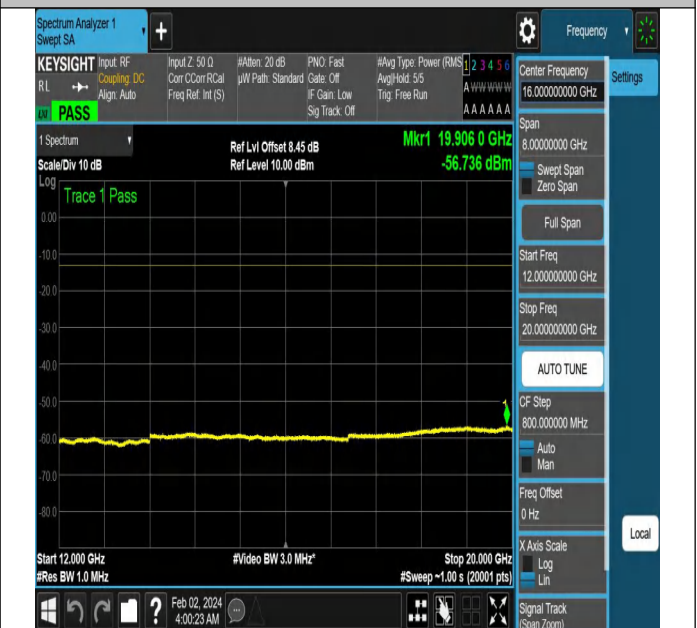 Spectrum Analyzer 1
Swept SA
+
Frequency
KEYSIGHT
RL
PASS
Input: RF
Coupling: DC
Align: Auto
Input Z: 50 Ω
Corr CCorr RCal
Freq Ref: Int (S)
#Atten: 20 dB
µW Path: Standard
PNO: Fast
Gate: Off
IF Gain: Low
Sig Track: Off
#Avg Type: Power (RMS)
Avg|Hold: 5/5
Trig: Free Run
1 2 3 4 5 6
A W W W W W
A A A A A A
1 Spectrum
Scale/Div 10 dB
Ref Lvl Offset 8.45 dB
Ref Level 10.00 dBm
Mkr1 19.906 0 GHz
-56.736 dBm
Log
Trace 1 Pass
0.00
-10.0
-20.0
-30.0
-40.0
-50.0
-60.0
-70.0
-80.0
1
Start 12.000 GHz
#Res BW 1.0 MHz
#Video BW 3.0 MHz*
Stop 20.000 GHz
#Sweep ~1.00 s (20001 pts)
?
Feb 02, 2024
4:00:23 AM
Center Frequency
16.000000000 GHz
Span
8.00000000 GHz
Swept Span
Zero Span
Full Span
Start Freq
12.000000000 GHz
Stop Freq
20.000000000 GHz
AUTO TUNE
CF Step
800.000000 MHz
Auto
Man
Freq Offset
0 Hz
X Axis Scale
Log
Lin
Signal Track
(Span Zoom)
Settings
Local